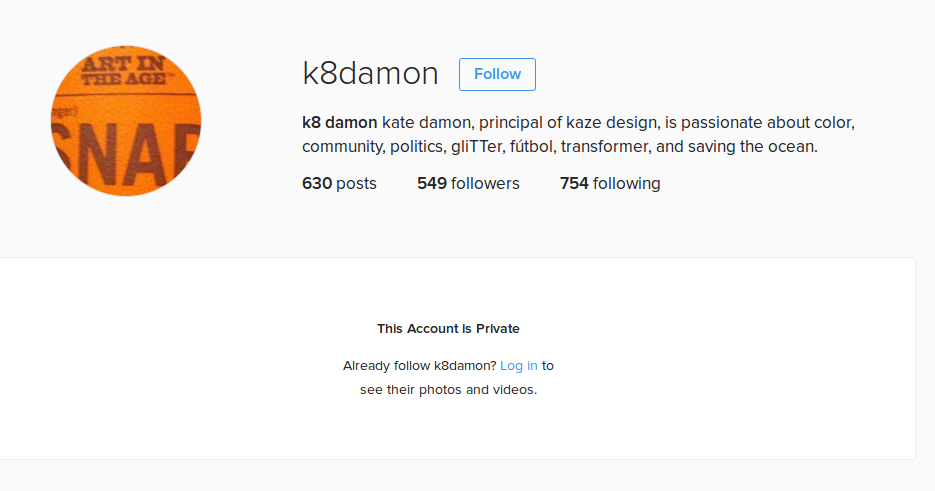 ART IN
THE AGE™
SNAP
k8damon
Follow
k8 damon kate damon, principal of kaze design, is passionate about color,
community, politics, gliTTer, fútbol, transformer, and saving the ocean.
630 posts 549 followers 754 following
This Account is Private
Already follow k8damon? Log in to
see their photos and videos.